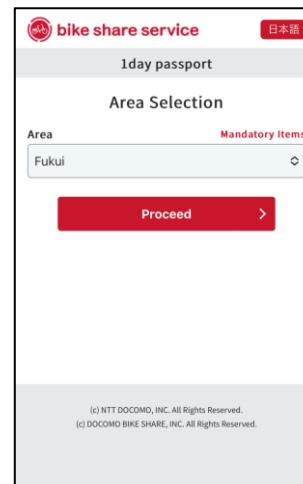 bike share service
日本語
1day passport
Area Selection
Area
Mandatory Items
Fukui
Proceed
(c) NTT DOCOMO, INC. All Rights Reserved.
(c) DOCOMO BIKE SHARE, INC. All Rights Reserved.